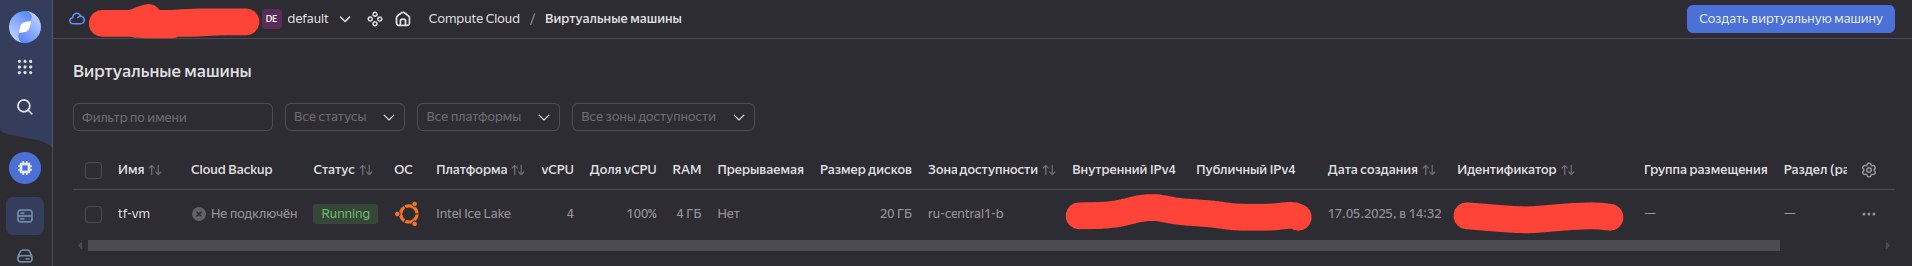 DE default Compute Cloud / Виртуальные машины Создать виртуальную машину
Виртуальные машины
Фильтр по имени Все статусы Все платформы Все зоны доступности
Имя Cloud Backup Статус ОС Платформа vCPU Доля vCPU RAM Прерываемая Размер дисков Зона доступности Внутренний IPv4 Публичный IPv4 Дата создания Идентификатор Группа размещения Раздел (ра
tf-vm Не подключён Running Intel Ice Lake 4 100% 4 ГБ Нет 20 ГБ ru-central1-b 17.05.2025, в 14:32 — —